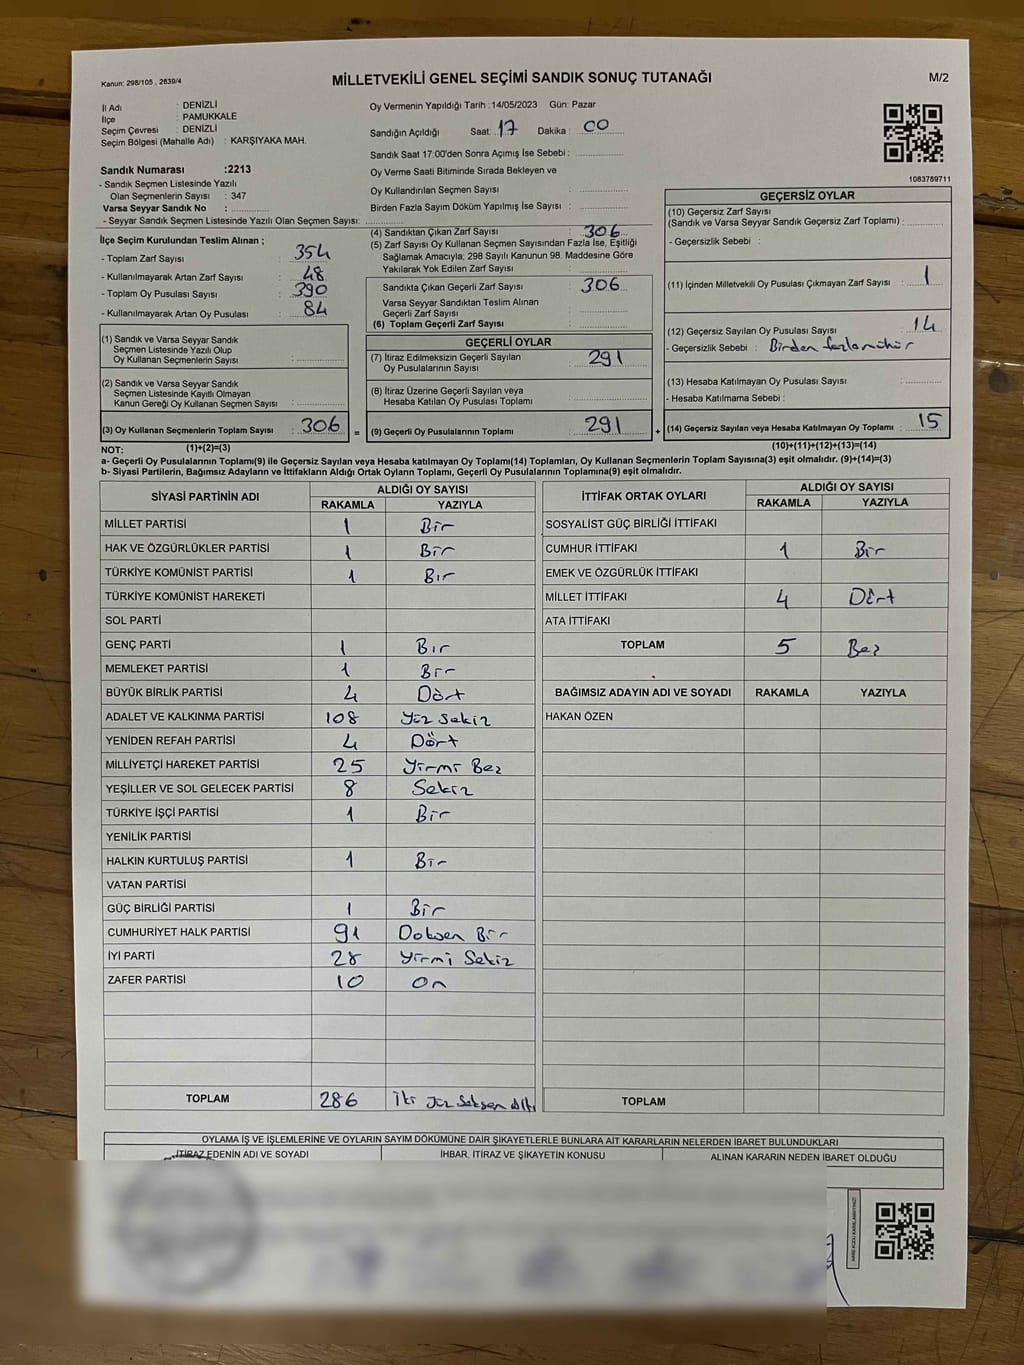 Kanun: 298/105 , 2839/4
MİLLETVEKİLİ GENEL SEÇİMİ SANDIK SONUÇ TUTANAĞI
M/2
İl Adı : DENİZLİ
İlçe : PAMUKKALE
Seçim Çevresi : DENİZLİ
Seçim Bölgesi (Mahalle Adı) : KARŞIYAKA MAH.
Sandık Numarası :2213
- Sandık Seçmen Listesinde Yazılı
Olan Seçmenlerin Sayısı : 347
Varsa Seyyar Sandık No :
- Seyyar Sandık Seçmen Listesinde Yazılı Olan Seçmen Sayısı:
Oy Vermenin Yapıldığı Tarih :14/05/2023 Gün: Pazar
Sandığın Açıldığı Saat: 17 Dakika : 00
Sandık Saat 17:00'den Sonra Açımış İse Sebebi :
Oy Verme Saati Bitiminde Sırada Bekleyen ve
Oy Kullandırılan Seçmen Sayısı :
Birden Fazla Sayım Döküm Yapılmış İse Sayısı :
1083789711
İlçe Seçim Kurulundan Teslim Alınan ;
- Toplam Zarf Sayısı : 354
- Kullanılmayarak Artan Zarf Sayısı : 48
- Toplam Oy Pusulası Sayısı : 390
- Kullanılmayarak Artan Oy Pusulası : 84
(1) Sandık ve Varsa Seyyar Sandık
Seçmen Listesinde Yazılı Olup
Oy Kullanan Seçmenlerin Sayısı :
(2) Sandık ve Varsa Seyyar Sandık
Seçmen Listesinde Kayıtlı Olmayan
Kanun Gereği Oy Kullanan Seçmen Sayısı :
(3) Oy Kullanan Seçmenlerin Toplam Sayısı : 306 =
(4) Sandıktan Çıkan Zarf Sayısı : 306
(5) Zarf Sayısı Oy Kullanan Seçmen Sayısından Fazla İse, Eşitliği
Sağlamak Amacıyla; 298 Sayılı Kanunun 98. Maddesine Göre
Yakılarak Yok Edilen Zarf Sayısı :
Sandıkta Çıkan Geçerli Zarf Sayısı : 306
Varsa Seyyar Sandıktan Teslim Alınan
Geçerli Zarf Sayısı :
(6) Toplam Geçerli Zarf Sayısı :
GEÇERLİ OYLAR
(7) İtiraz Edilmeksizin Geçerli Sayılan
Oy Pusulalarının Sayısı : 291
(8) İtiraz Üzerine Geçerli Sayılan veya
Hesaba Katılan Oy Pusulası Toplamı :
(9) Geçerli Oy Pusulalarının Toplamı : 291 +
GEÇERSİZ OYLAR
(10) Geçersiz Zarf Sayısı
(Sandık ve Varsa Seyyar Sandık Geçersiz Zarf Toplamı) :
- Geçersizlik Sebebi :
(11) İçinden Milletvekili Oy Pusulası Çıkmayan Zarf Sayısı : 1
(12) Geçersiz Sayılan Oy Pusulası Sayısı : 14
- Geçersizlik Sebebi : Birden fazla mühür
(13) Hesaba Katılmayan Oy Pusulası Sayısı :
- Hesaba Katılmama Sebebi :
(14) Geçersiz Sayılan veya Hesaba Katılmayan Oy Toplamı : 15
NOT: (1)+(2)=(3)
(10)+(11)+(12)+(13)=(14)
a- Geçerli Oy Pusulalarının Toplamı(9) ile Geçersiz Sayılan veya Hesaba katılmayan Oy Toplamı(14) Toplamları, Oy Kullanan Seçmenlerin Toplam Sayısına(3) eşit olmalıdır. (9)+(14)=(3)
b- Siyasi Partilerin, Bağımsız Adayların ve İttifakların Aldığı Ortak Oyların Toplamı, Geçerli Oy Pusulalarının Toplamına(9) eşit olmalıdır.
SİYASİ PARTİNİN ADI
ALDIĞI OY SAYISI
RAKAMLA YAZIYLA
MİLLET PARTİSİ 1 Bir
HAK VE ÖZGÜRLÜKLER PARTİSİ 1 Bir
TÜRKİYE KOMÜNİST PARTİSİ 1 Bir
TÜRKİYE KOMÜNİST HAREKETİ
SOL PARTİ
GENÇ PARTİ 1 Bir
MEMLEKET PARTİSİ 1 Bir
BÜYÜK BİRLİK PARTİSİ 4 Dört
ADALET VE KALKINMA PARTİSİ 108 Yüz Sekiz
YENİDEN REFAH PARTİSİ 4 Dört
MİLLİYETÇİ HAREKET PARTİSİ 25 Yirmi Beş
YEŞİLLER VE SOL GELECEK PARTİSİ 8 Sekiz
TÜRKİYE İŞÇİ PARTİSİ 1 Bir
YENİLİK PARTİSİ
HALKIN KURTULUŞ PARTİSİ 1 Bir
VATAN PARTİSİ
GÜÇ BİRLİĞİ PARTİSİ 1 Bir
CUMHURİYET HALK PARTİSİ 91 Doksan Bir
İYİ PARTİ 28 Yirmi Sekiz
ZAFER PARTİSİ 10 On
TOPLAM 286 İki Yüz Seksen Altı
İTTİFAK ORTAK OYLARI
ALDIĞI OY SAYISI
RAKAMLA YAZIYLA
SOSYALİST GÜÇ BİRLİĞİ İTTİFAKI
CUMHUR İTTİFAKI 1 Bir
EMEK VE ÖZGÜRLÜK İTTİFAKI
MİLLET İTTİFAKI 4 Dört
ATA İTTİFAKI
TOPLAM 5 Beş
BAĞIMSIZ ADAYIN ADI VE SOYADI RAKAMLA YAZIYLA
HAKAN ÖZEN
TOPLAM
OYLAMA İŞ VE İŞLEMLERİNE VE OYLARIN SAYIM DÖKÜMÜNE DAİR ŞİKAYETLERLE BUNLARA AİT KARARLARIN NELERDEN İBARET BULUNDUKLARI
İTİRAZ EDENİN ADI VE SOYADI İHBAR, İTİRAZ VE ŞİKAYETİN KONUSU ALINAN KARARIN NEDEN İBARET OLDUĞU